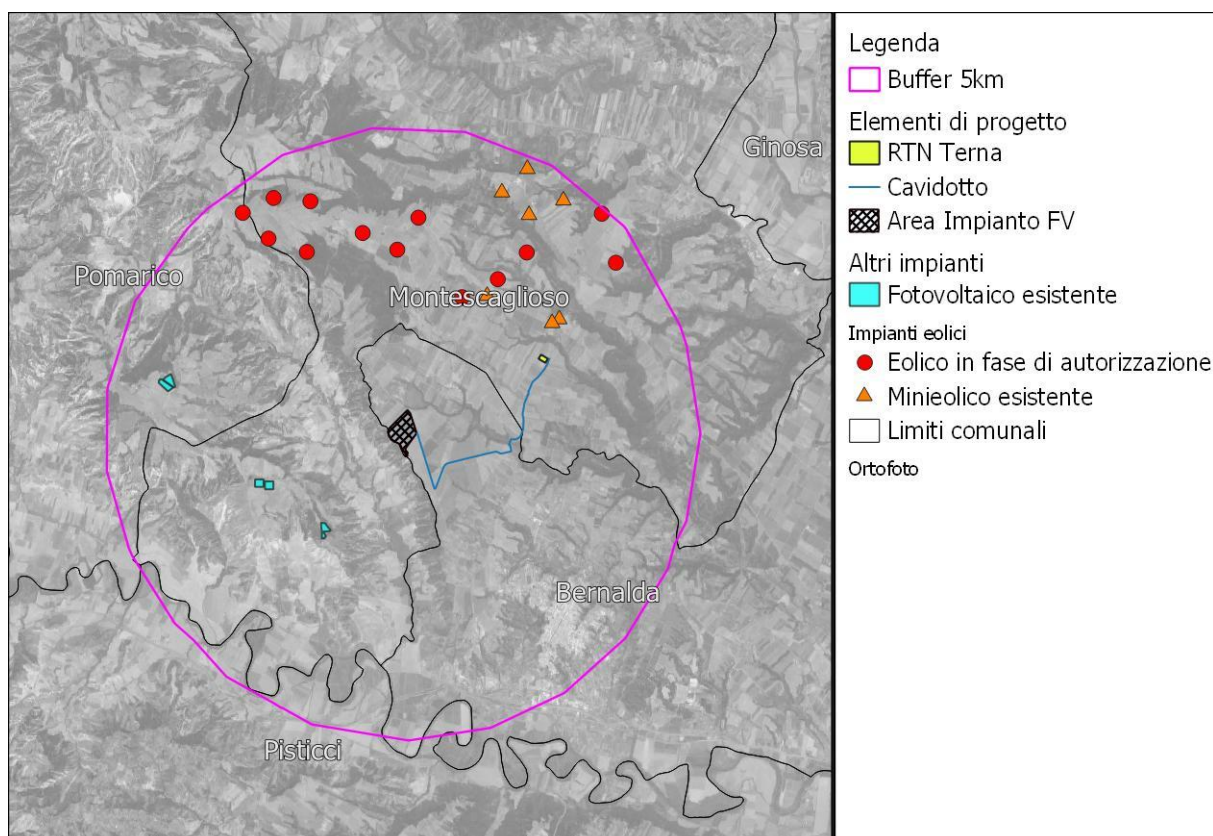 Ginosa
Pomarico
Montescaglioso
Bernalda
Pisticci
Legenda
Buffer 5km
Elementi di progetto
RTN Terna
Cavidotto
Area Impianto FV
Altri impianti
Fotovoltaico esistente
Impianti eolici
Eolico in fase di autorizzazione
Minieolico esistente
Limiti comunali
Ortofoto